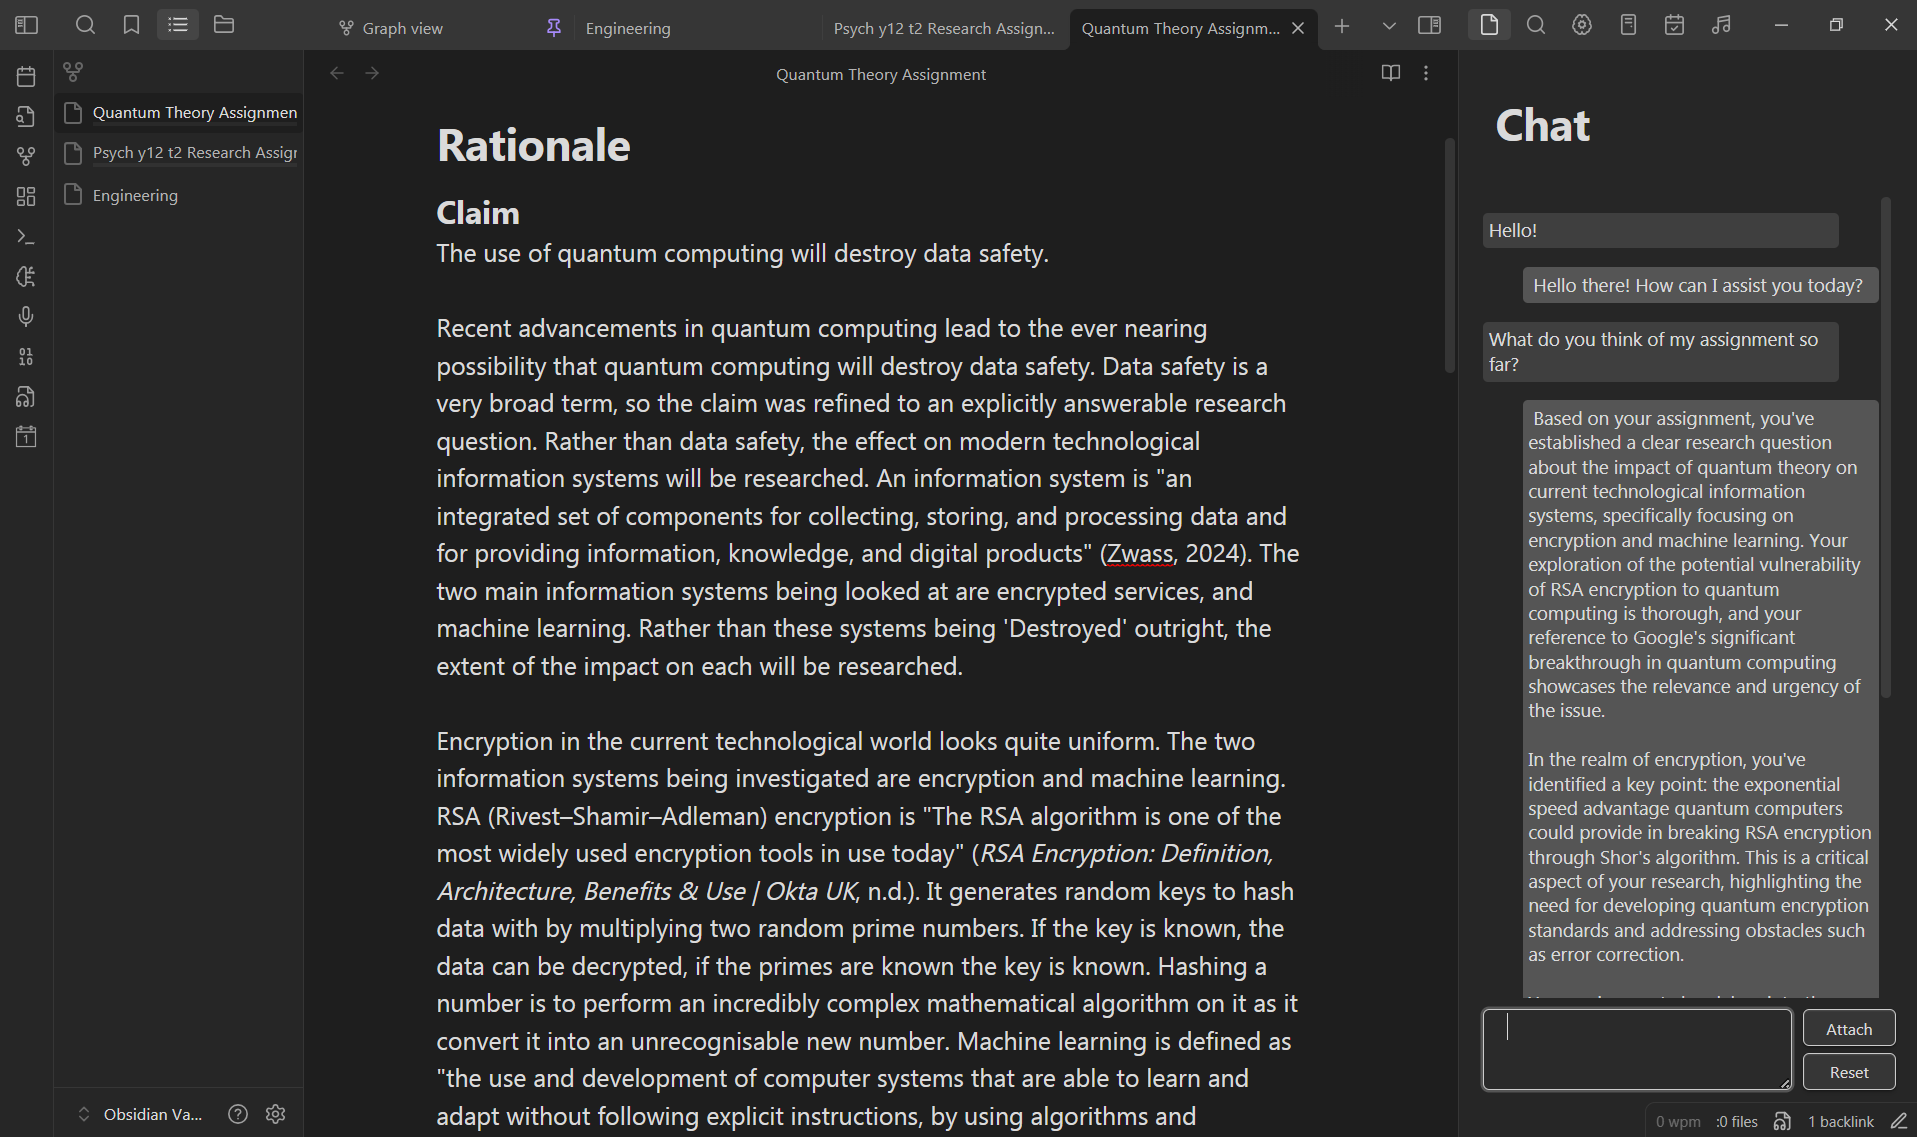 Graph view
Engineering
Psych y12 t2 Research Assign...
Quantum Theory Assignm...
Quantum Theory Assignmen
Psych y12 t2 Research Assigr
Engineering
Quantum Theory Assignment
Rationale
Claim
The use of quantum computing will destroy data safety.
Recent advancements in quantum computing lead to the ever nearing
possibility that quantum computing will destroy data safety. Data safety is a
very broad term, so the claim was refined to an explicitly answerable research
question. Rather than data safety, the effect on modern technological
information systems will be researched. An information system is "an
integrated set of components for collecting, storing, and processing data and
for providing information, knowledge, and digital products" (Zwass, 2024). The
two main information systems being looked at are encrypted services, and
machine learning. Rather than these systems being 'Destroyed' outright, the
extent of the impact on each will be researched.
Encryption in the current technological world looks quite uniform. The two
information systems being investigated are encryption and machine learning.
RSA (Rivest–Shamir–Adleman) encryption is "The RSA algorithm is one of the
most widely used encryption tools in use today" (RSA Encryption: Definition,
Architecture, Benefits & Use | Okta UK, n.d.). It generates random keys to hash
data with by multiplying two random prime numbers. If the key is known, the
data can be decrypted, if the primes are known the key is known. Hashing a
number is to perform an incredibly complex mathematical algorithm on it as it
convert it into an unrecognisable new number. Machine learning is defined as
"the use and development of computer systems that are able to learn and
adapt without following explicit instructions, by using algorithms and
Chat
Hello!
Hello there! How can I assist you today?
What do you think of my assignment so
far?
Based on your assignment, you've
established a clear research question
about the impact of quantum theory on
current technological information
systems, specifically focusing on
encryption and machine learning. Your
exploration of the potential vulnerability
of RSA encryption to quantum
computing is thorough, and your
reference to Google's significant
breakthrough in quantum computing
showcases the relevance and urgency of
the issue.
In the realm of encryption, you've
identified a key point: the exponential
speed advantage quantum computers
could provide in breaking RSA encryption
through Shor's algorithm. This is a critical
aspect of your research, highlighting the
need for developing quantum encryption
standards and addressing obstacles such
as error correction.
Attach
Reset
Obsidian Va...
0 wpm :0 files 1 backlink